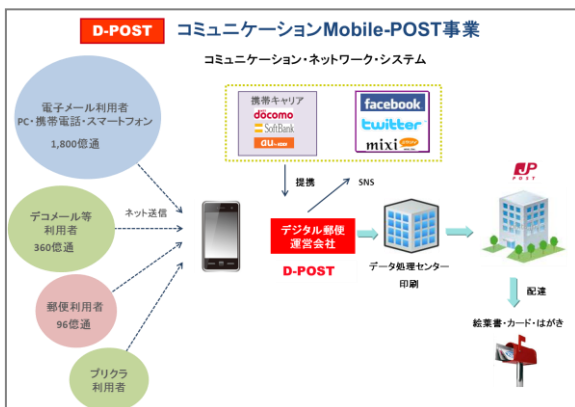 D-POST コミュニケーションMobile-POST事業
コミュニケーション・ネットワーク・システム
電子メール利用者
PC・携帯電話・スマートフォン
1,800億通
携帯キャリア
docomo
SoftBank
au
facebook
twitter
mixi
提携
SNS
デコメール等
利用者
360億通
ネット送信
デジタル郵便
運営会社
D-POST
データ処理センター
印刷
JP
POST
配達
郵便利用者
96億通
絵葉書・カード・はがき
プリクラ
利用者